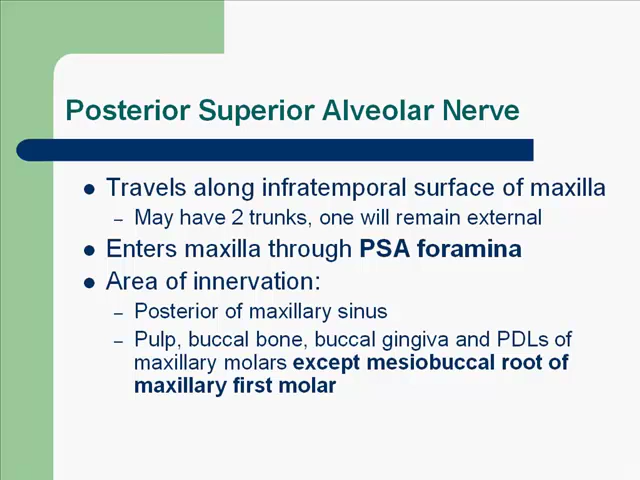 Posterior Superior Alveolar Nerve
● Travels along infratemporal surface of maxilla
– May have 2 trunks, one will remain external
● Enters maxilla through PSA foramina
● Area of innervation:
– Posterior of maxillary sinus
– Pulp, buccal bone, buccal gingiva and PDLs of
maxillary molars except mesiobuccal root of
maxillary first molar